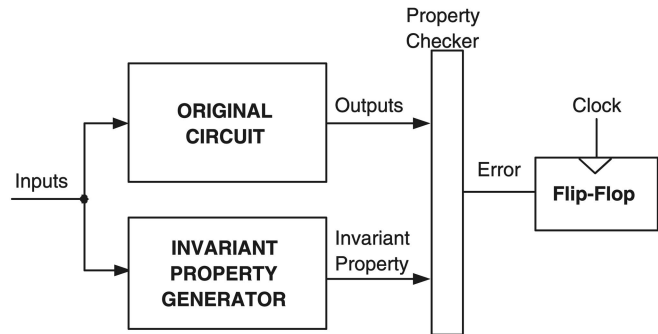 Property
Checker
ORIGINAL
CIRCUIT
Outputs
Clock
Inputs
Error
Flip-Flop
INVARIANT
PROPERTY
GENERATOR
Invariant
Property